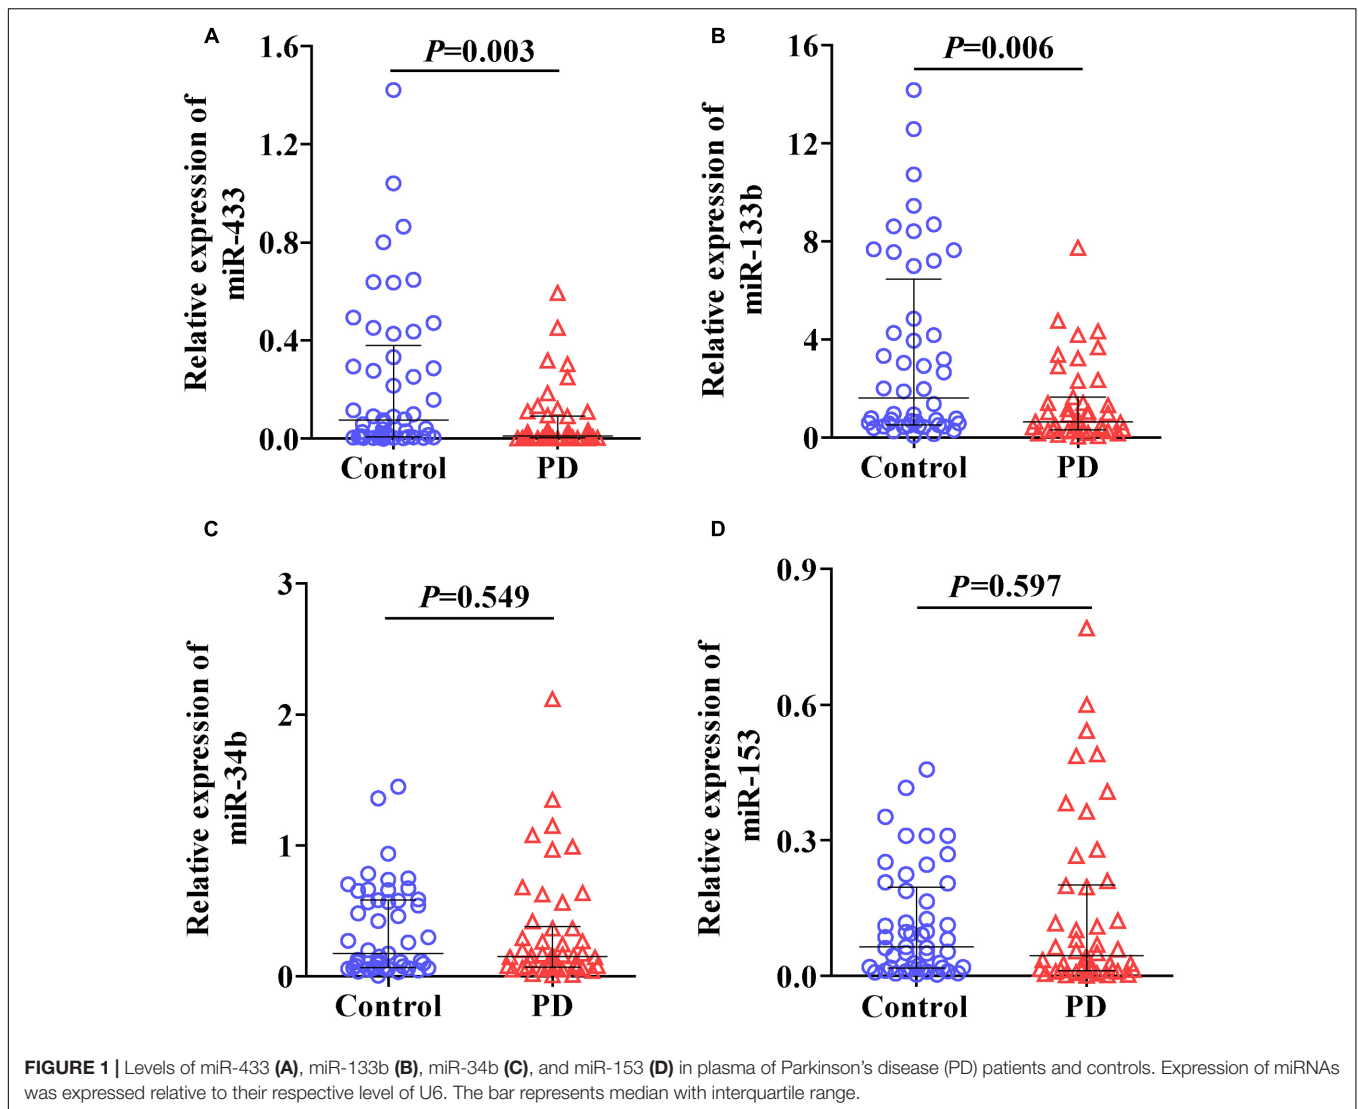 A
P=0.003
Relative expression of
miR-433
1.6
1.2
0.8
0.4
0.0
Control
PD
B
P=0.006
Relative expression of
miR-133b
16
12
8
4
0
Control
PD
C
P=0.549
Relative expression of
miR-34b
3
2
1
0
Control
PD
D
P=0.597
Relative expression of
miR-153
0.9
0.6
0.3
0.0
Control
PD
FIGURE 1 | Levels of miR-433 (A), miR-133b (B), miR-34b (C), and miR-153 (D) in plasma of Parkinson's disease (PD) patients and controls. Expression of miRNAs
was expressed relative to their respective level of U6. The bar represents median with interquartile range.